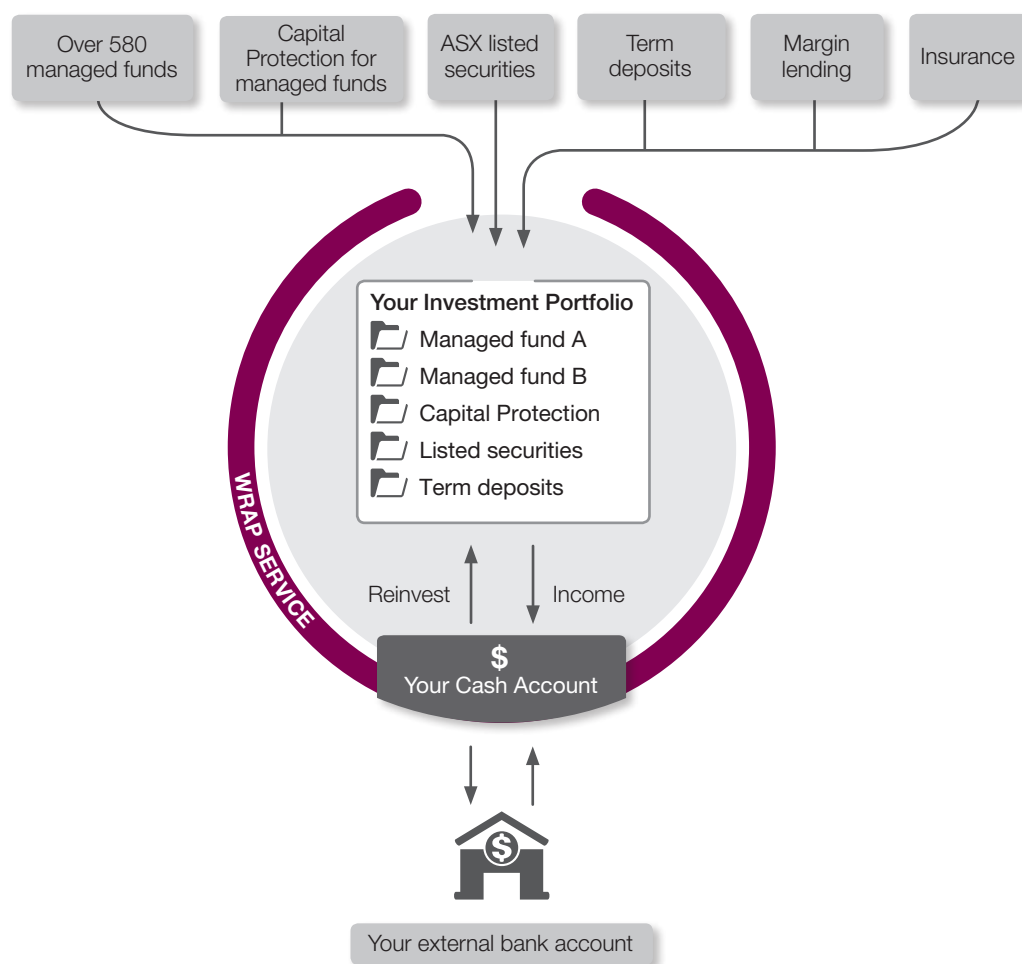 Over 580
managed funds
Capital
Protection for
managed funds
ASX listed
securities
Term
deposits
Margin
lending
Insurance
Your Investment Portfolio
Managed fund A
Managed fund B
Capital Protection
Listed securities
Term deposits
WRAP SERVICE
Reinvest
Income
$
Your Cash Account
$
Your external bank account